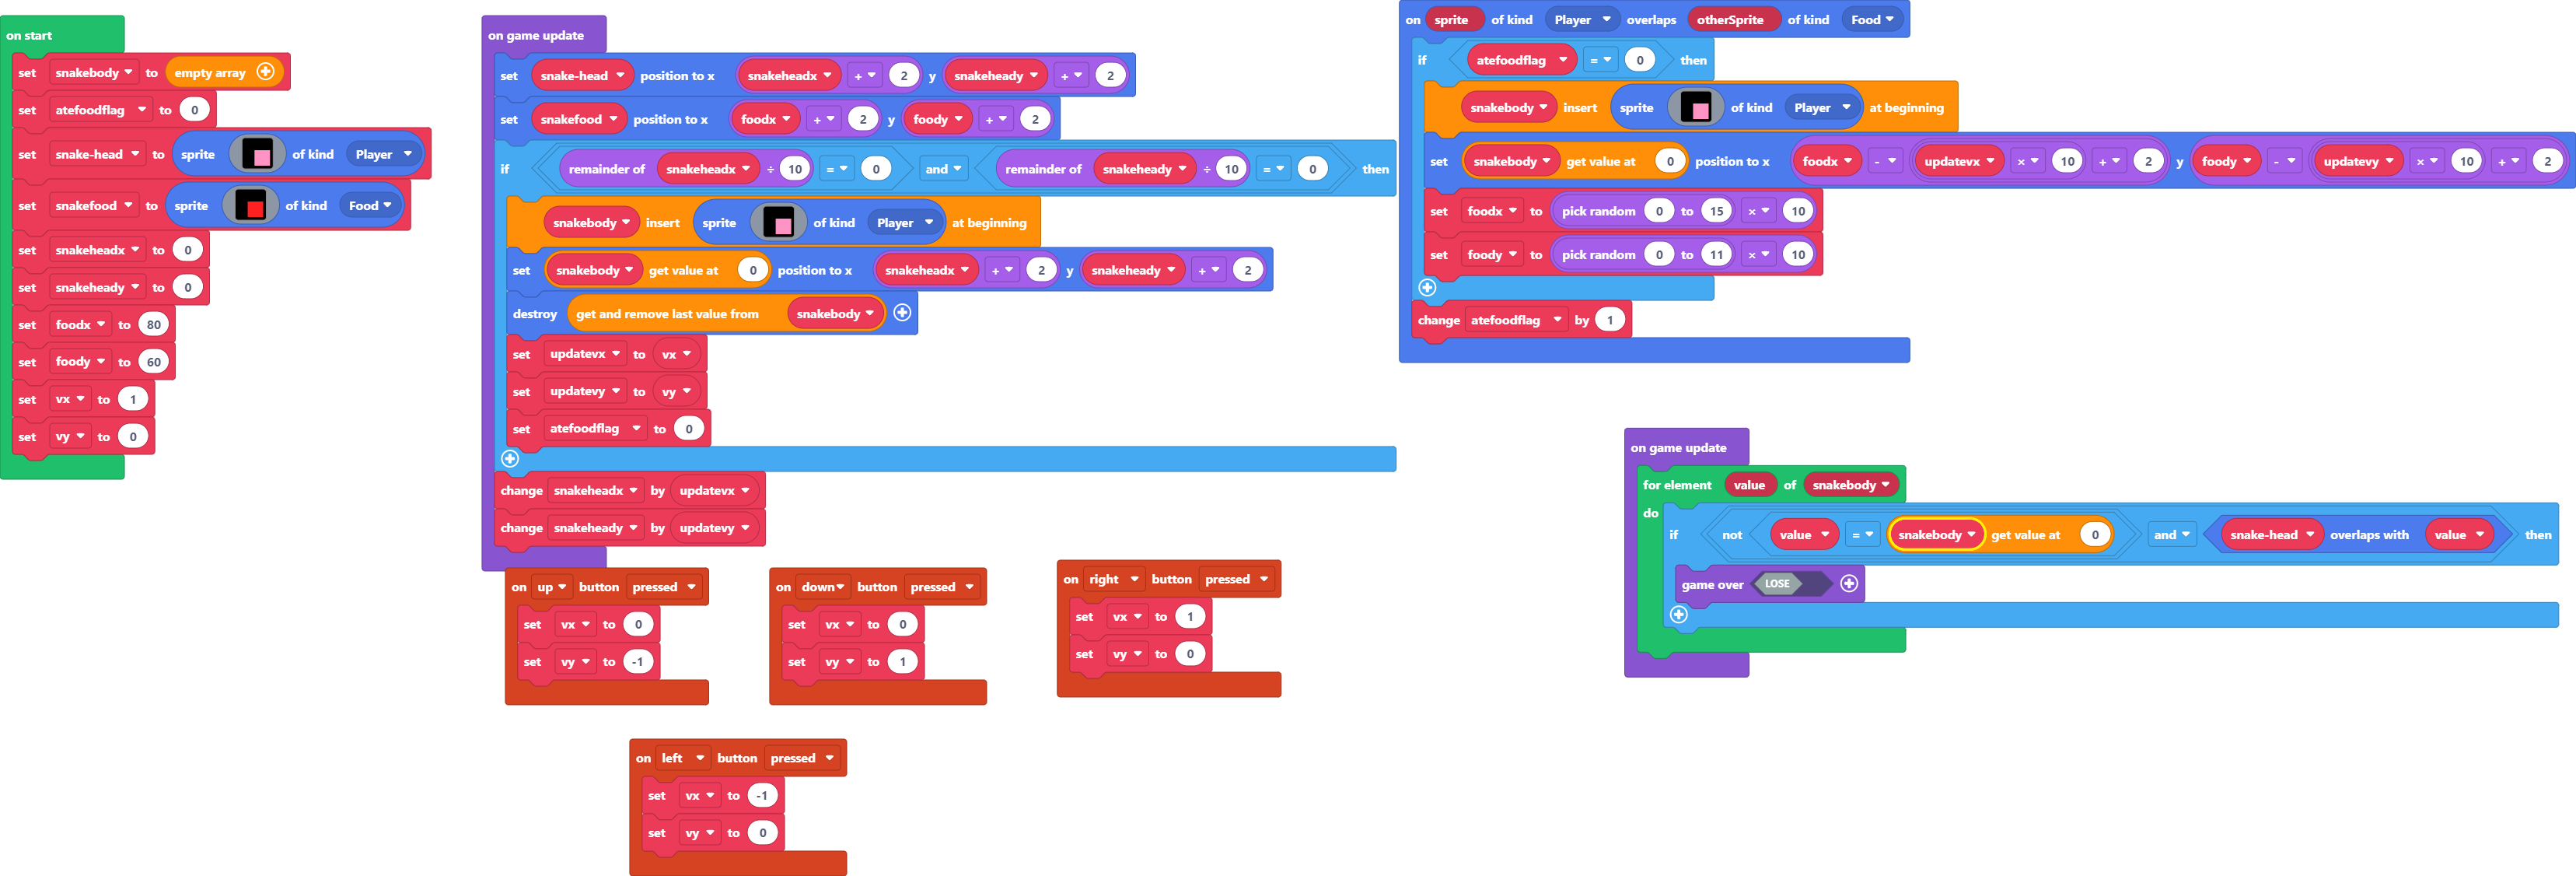 on start
set snakebody to empty array
set atefoodflag to 0
set snake-head to sprite of kind Player
set snakefood to sprite of kind Food
set snakeheadx to 0
set snakeheady to 0
set foodx to 80
set foody to 60
set vx to 1
set vy to 0
on game update
set snake-head position to x snakeheadx + 2 y snakeheady + 2
set snakefood position to x foodx + 2 y foody + 2
if remainder of snakeheadx ÷ 10 = 0 and remainder of snakeheady ÷ 10 = 0 then
snakebody insert sprite of kind Player at beginning
set snakebody get value at 0 position to x snakeheadx + 2 y snakeheady + 2
destroy get and remove last value from snakebody
set updatevx to vx
set updatevy to vy
set atefoodflag to 0
change snakeheadx by updatevx
change snakeheady by updatevy
on up button pressed
set vx to 0
set vy to -1
on down button pressed
set vx to 0
set vy to 1
on right button pressed
set vx to 1
set vy to 0
on left button pressed
set vx to -1
set vy to 0
on sprite of kind Player overlaps otherSprite of kind Food
if atefoodflag = 0 then
snakebody insert sprite of kind Player at beginning
set snakebody get value at 0 position to x foodx - updatevx × 10 + 2 y foody - updatevy × 10 + 2
set foodx to pick random 0 to 15 × 10
set foody to pick random 0 to 11 × 10
change atefoodflag by 1
on game update
for element value of snakebody
do
if not value = snakebody get value at 0 and snake-head overlaps with value then
game over LOSE